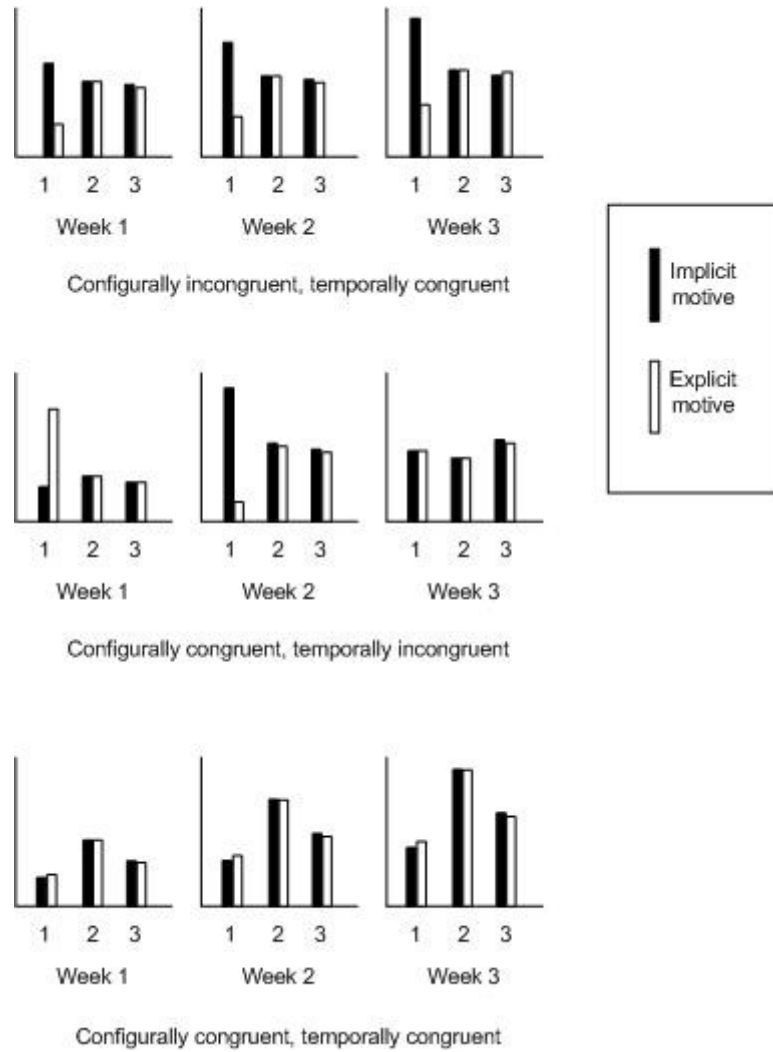 1 2 3 1 2 3 1 2 3
Week 1 Week 2 Week 3
Configurally incongruent, temporally congruent
Implicit
motive
Explicit
motive
1 2 3 1 2 3 1 2 3
Week 1 Week 2 Week 3
Configurally congruent, temporally incongruent
1 2 3 1 2 3 1 2 3
Week 1 Week 2 Week 3
Configurally congruent, temporally congruent